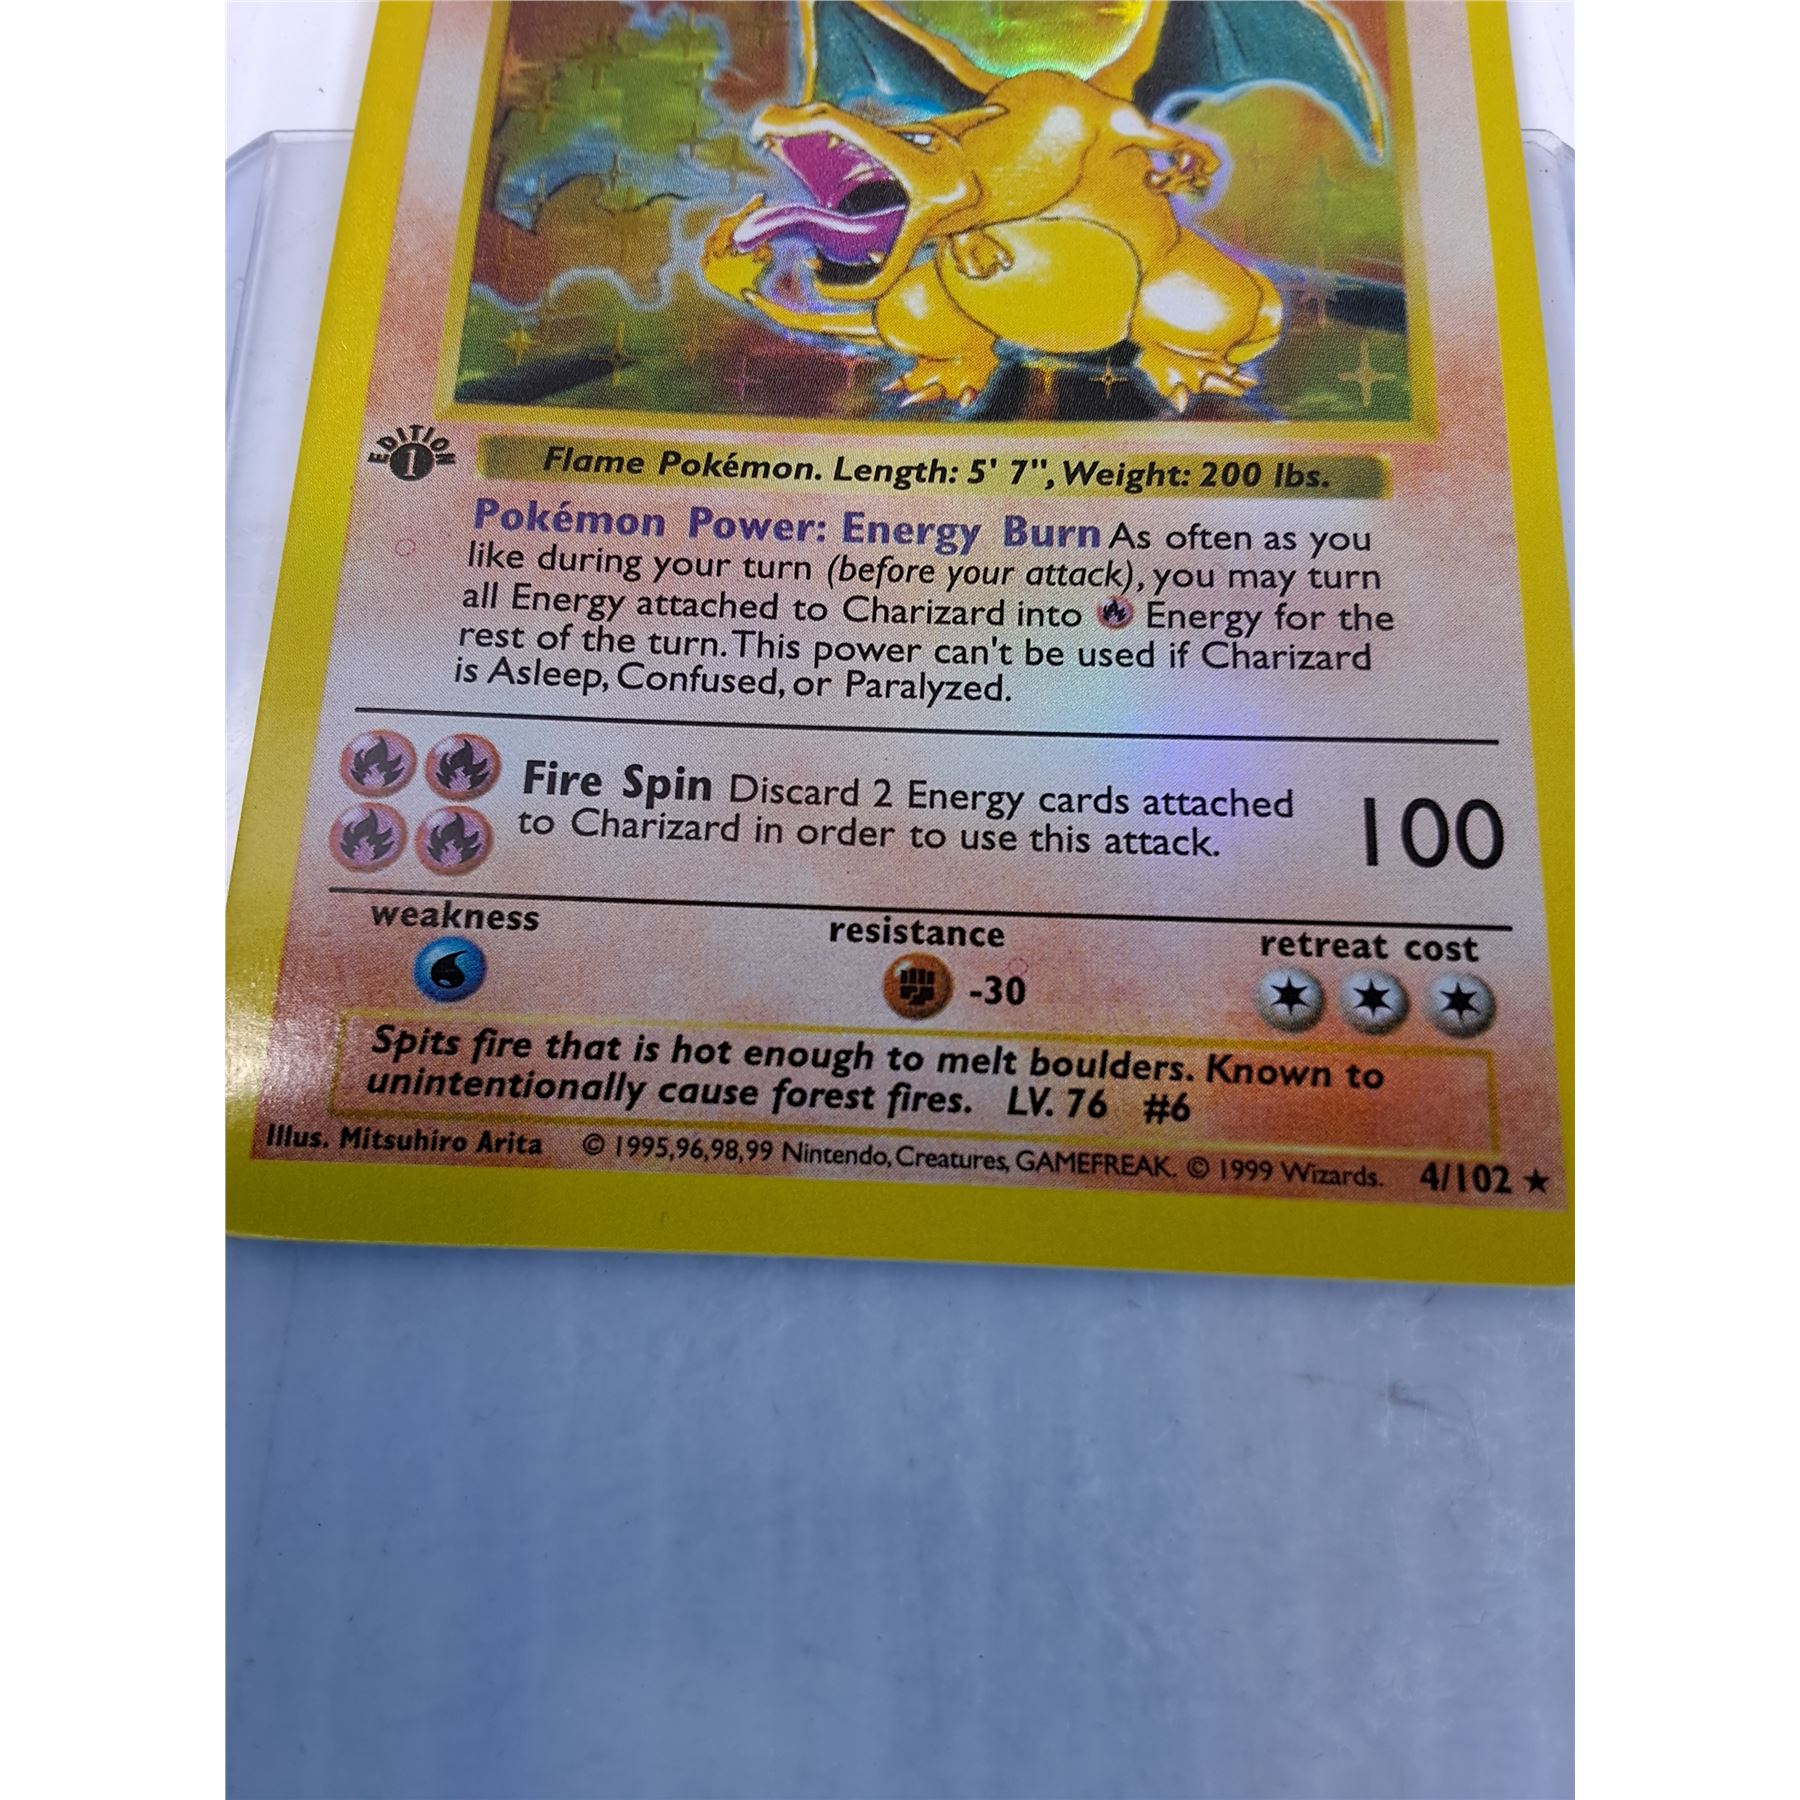 EDITION
1
Flame Pokémon. Length: 5' 7", Weight: 200 lbs.
Pokémon Power: Energy Burn As often as you
like during your turn (before your attack), you may turn
all Energy attached to Charizard into Energy for the
rest of the turn. This power can't be used if Charizard
is Asleep, Confused, or Paralyzed.
Fire Spin Discard 2 Energy cards attached
to Charizard in order to use this attack.
100
weakness
resistance
retreat cost
-30
Spits fire that is hot enough to melt boulders. Known to
unintentionally cause forest fires. LV. 76 #6
Illus. Mitsuhiro Arita © 1995,96,98,99 Nintendo, Creatures, GAMEFREAK. © 1999 Wizards. 4/102 ★